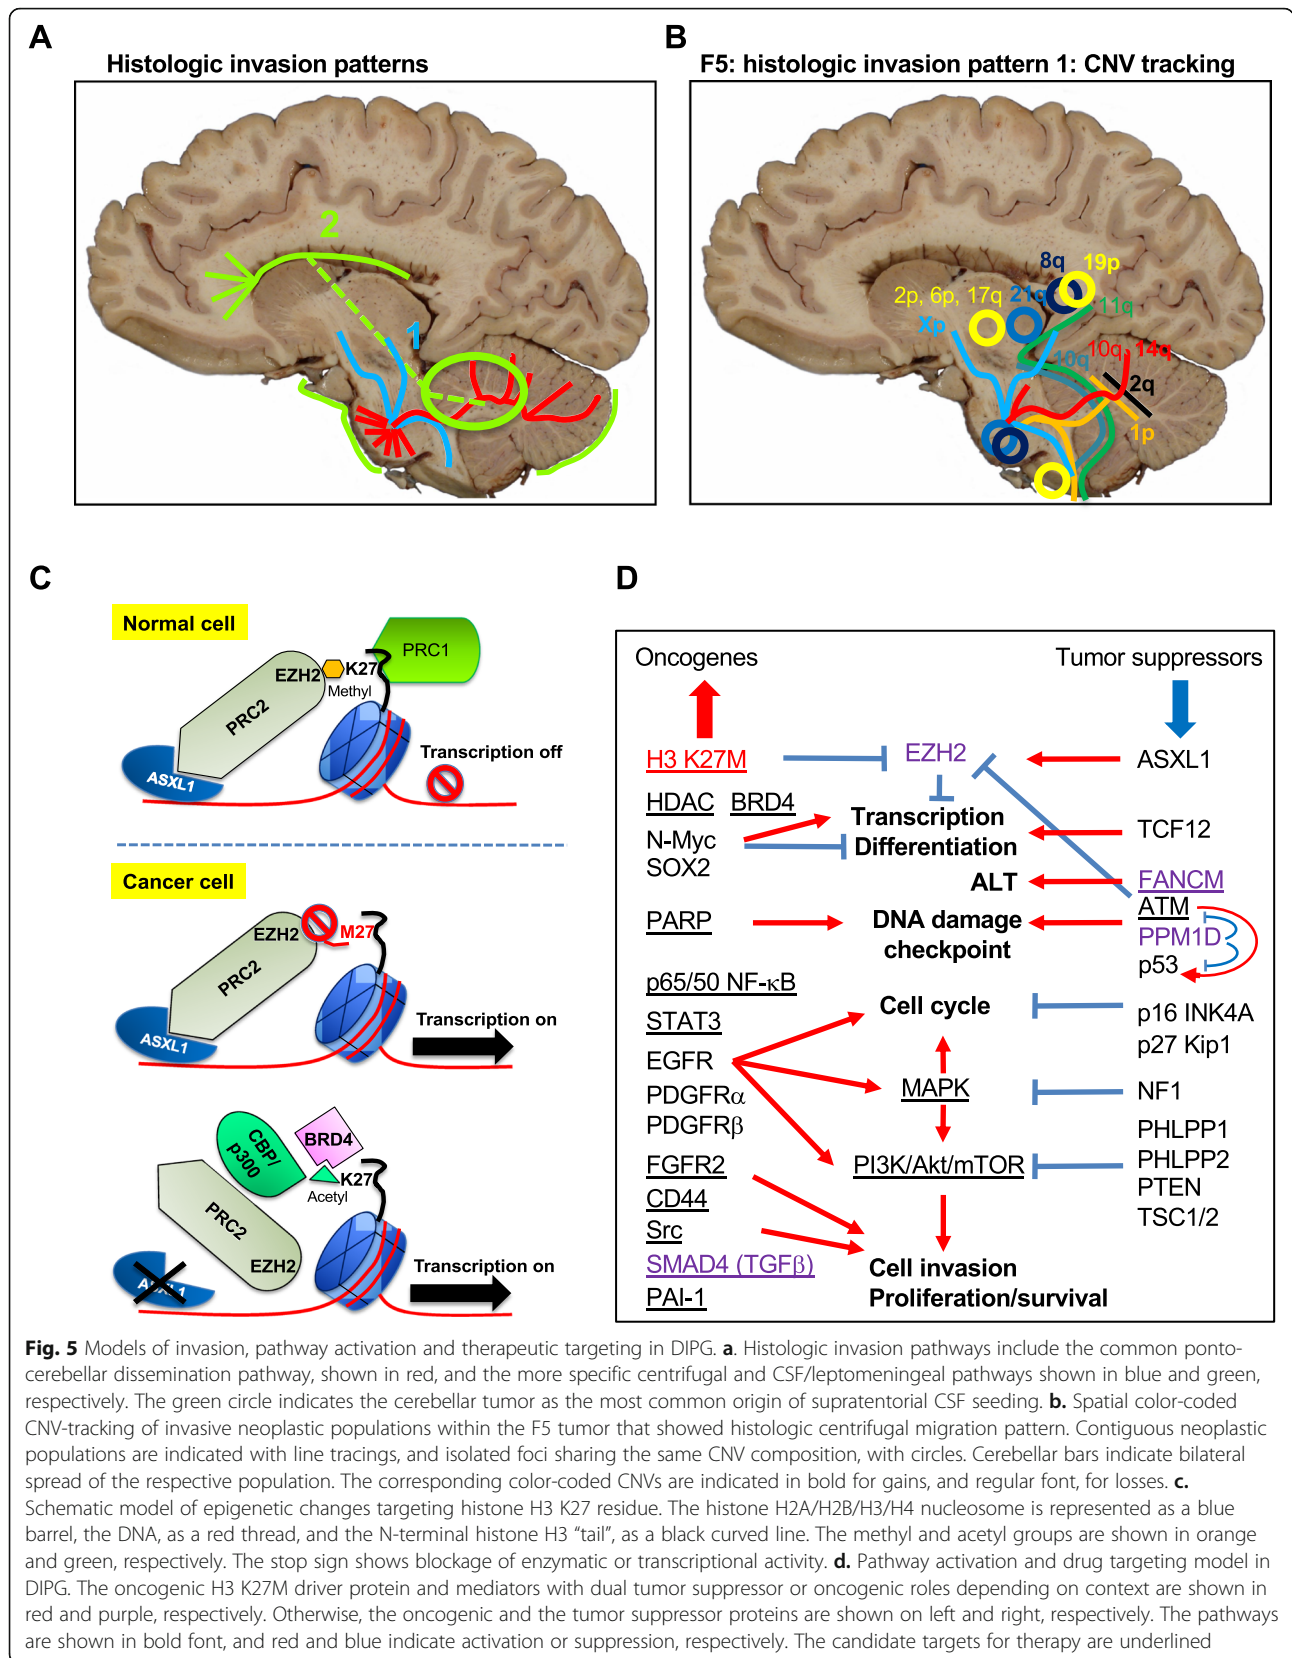 A
Histologic invasion patterns
2
1
B
F5: histologic invasion pattern 1: CNV tracking
8q
19p
2p, 6p, 17q
21q
11q
Xp
10q
10q
14q
2q
1p
C
Normal cell
EZH2
K27
PRC1
Methyl
PRC2
ASXL1
Transcription off
Cancer cell
EZH2
M27
PRC2
ASXL1
Transcription on
CBP/
p300
BRD4
K27
Acetyl
PRC2
EZH2
ASXL1
Transcription on
D
Oncogenes
Tumor suppressors
H3 K27M
EZH2
ASXL1
HDAC BRD4
Transcription
N-Myc
Differentiation
TCF12
SOX2
ALT
FANCM
PARP
DNA damage
checkpoint
ATM
PPM1D
p53
p65/50 NF-κB
Cell cycle
p16 INK4A
p27 Kip1
STAT3
EGFR
MAPK
NF1
PDGFRα
PDGFRβ
PHLPP1
FGFR2
PI3K/Akt/mTOR
PHLPP2
CD44
PTEN
Src
TSC1/2
SMAD4 (TGFβ)
Cell invasion
PAI-1
Proliferation/survival
Fig. 5 Models of invasion, pathway activation and therapeutic targeting in DIPG. a. Histologic invasion pathways include the common ponto-
cerebellar dissemination pathway, shown in red, and the more specific centrifugal and CSF/leptomeningeal pathways shown in blue and green,
respectively. The green circle indicates the cerebellar tumor as the most common origin of supratentorial CSF seeding. b. Spatial color-coded
CNV-tracking of invasive neoplastic populations within the F5 tumor that showed histologic centrifugal migration pattern. Contiguous neoplastic
populations are indicated with line tracings, and isolated foci sharing the same CNV composition, with circles. Cerebellar bars indicate bilateral
spread of the respective population. The corresponding color-coded CNVs are indicated in bold for gains, and regular font, for losses. c.
Schematic model of epigenetic changes targeting histone H3 K27 residue. The histone H2A/H2B/H3/H4 nucleosome is represented as a blue
barrel, the DNA, as a red thread, and the N-terminal histone H3 “tail”, as a black curved line. The methyl and acetyl groups are shown in orange
and green, respectively. The stop sign shows blockage of enzymatic or transcriptional activity. d. Pathway activation and drug targeting model in
DIPG. The oncogenic H3 K27M driver protein and mediators with dual tumor suppressor or oncogenic roles depending on context are shown in
red and purple, respectively. Otherwise, the oncogenic and the tumor suppressor proteins are shown on left and right, respectively. The pathways
are shown in bold font, and red and blue indicate activation or suppression, respectively. The candidate targets for therapy are underlined